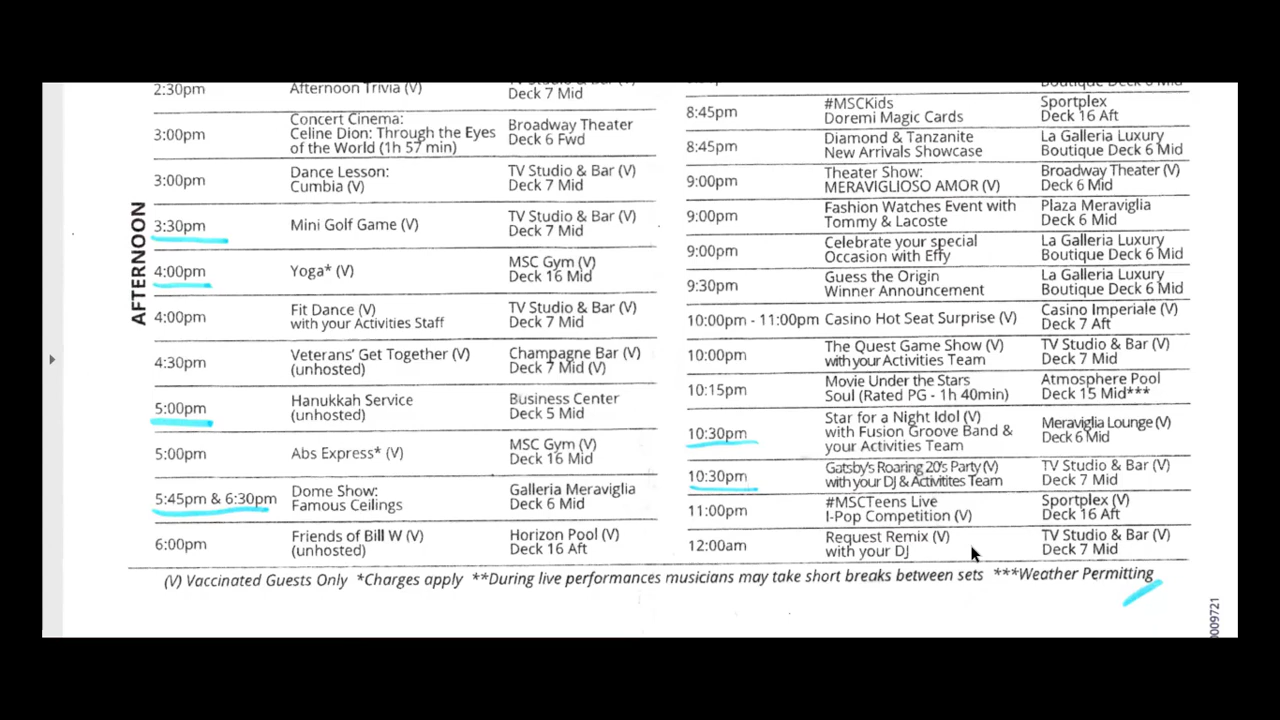 2:30pm Afternoon Trivia (V) TV Studio & Bar (V)
Deck 7 Mid
Concert Cinema:
3:00pm Celine Dion: Through the Eyes Broadway Theater
of the World (1h 57 min) Deck 6 Fwd
3:00pm Dance Lesson: TV Studio & Bar (V)
Cumbia (V) Deck 7 Mid
AFTERNOON
3:30pm Mini Golf Game (V) TV Studio & Bar (V)
Deck 7 Mid
4:00pm Yoga* (V) MSC Gym (V)
Deck 16 Mid
4:00pm Fit Dance (V) TV Studio & Bar (V)
with your Activities Staff Deck 7 Mid
4:30pm Veterans' Get Together (V) Champagne Bar (V)
(unhosted) Deck 7 Mid (V)
5:00pm Hanukkah Service Business Center
(unhosted) Deck 5 Mid
5:00pm Abs Express* (V) MSC Gym (V)
Deck 16 Mid
5:45pm & 6:30pm Dome Show: Galleria Meraviglia
Famous Ceilings Deck 6 Mid
6:00pm Friends of Bill W (V) Horizon Pool (V)
(unhosted) Deck 16 Aft
Boutique Deck 6 Mid
8:45pm #MSCKids Sportplex
Doremi Magic Cards Deck 16 Aft
8:45pm Diamond & Tanzanite La Galleria Luxury
New Arrivals Showcase Boutique Deck 6 Mid
9:00pm Theater Show: Broadway Theater (V)
MERAVIGLIOSO AMOR (V) Deck 6 Mid
9:00pm Fashion Watches Event with Plaza Meraviglia
Tommy & Lacoste Deck 6 Mid
9:00pm Celebrate your special La Galleria Luxury
Occasion with Effy Boutique Deck 6 Mid
9:30pm Guess the Origin La Galleria Luxury
Winner Announcement Boutique Deck 6 Mid
10:00pm - 11:00pm Casino Hot Seat Surprise (V) Casino Imperiale (V)
Deck 7 Aft
10:00pm The Quest Game Show (V) TV Studio & Bar (V)
with your Activities Team Deck 7 Mid
10:15pm Movie Under the Stars Atmosphere Pool
Soul (Rated PG - 1h 40min) Deck 15 Mid***
Star for a Night Idol (V)
10:30pm with Fusion Groove Band & Meraviglia Lounge (V)
your Activities Team Deck 6 Mid
10:30pm Gatsby's Roaring 20's Party (V) TV Studio & Bar (V)
with your DJ & Activitites Team Deck 7 Mid
11:00pm #MSCTeens Live Sportplex (V)
I-Pop Competition (V) Deck 16 Aft
12:00am Request Remix (V) TV Studio & Bar (V)
with your DJ Deck 7 Mid
(V) Vaccinated Guests Only *Charges apply **During live performances musicians may take short breaks between sets ***Weather Permitting
0009721